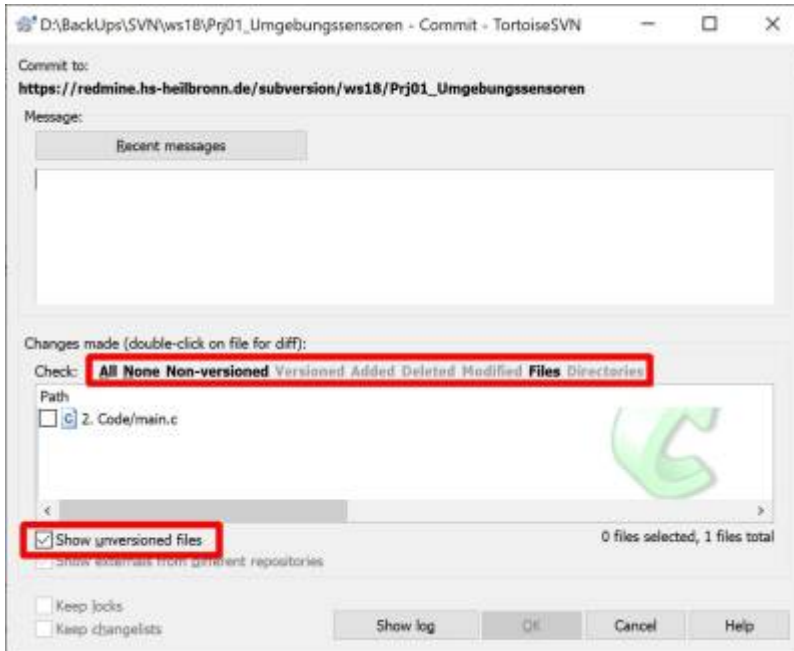 D:\BackUps\SVN\ws18\Prj01_Umgebungssensoren - Commit - TortoiseSVN
Commit to:
https://redmine.hs-heilbronn.de/subversion/ws18/Prj01_Umgebungssensoren
Message:
Recent messages
Changes made (double-click on file for diff):
Check: All None Non-versioned Versioned Added Deleted Modified Files Directories
Path
2. Code/main.c
Show unversioned files
0 files selected, 1 files total
Show externals from different repositories
Keep locks
Keep changelists
Show log OK Cancel Help